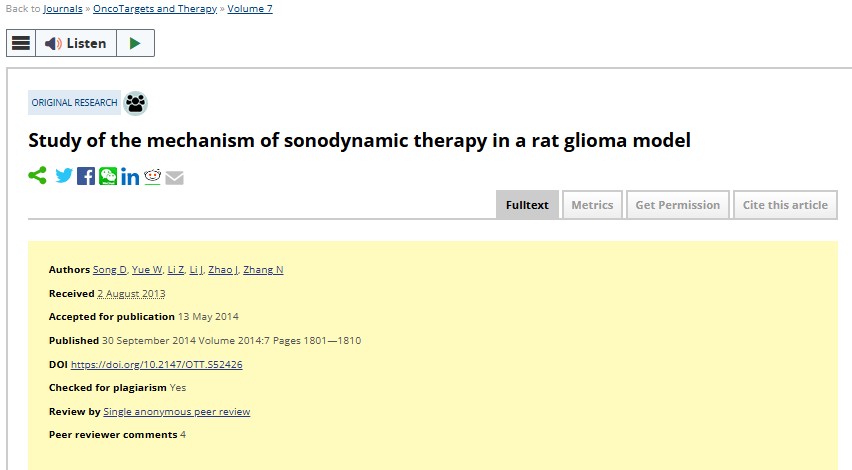 Back to Journals » OncoTargets and Therapy » Volume 7
Listen
ORIGINAL RESEARCH
Study of the mechanism of sonodynamic therapy in a rat glioma model
Fulltext Metrics Get Permission Cite this article
Authors Song D, Yue W, Li Z, Li J, Zhao J, Zhang N
Received 2 August 2013
Accepted for publication 13 May 2014
Published 30 September 2014 Volume 2014:7 Pages 1801—1810
DOI https://doi.org/10.2147/OTT.S52426
Checked for plagiarism Yes
Review by Single anonymous peer review
Peer reviewer comments 4